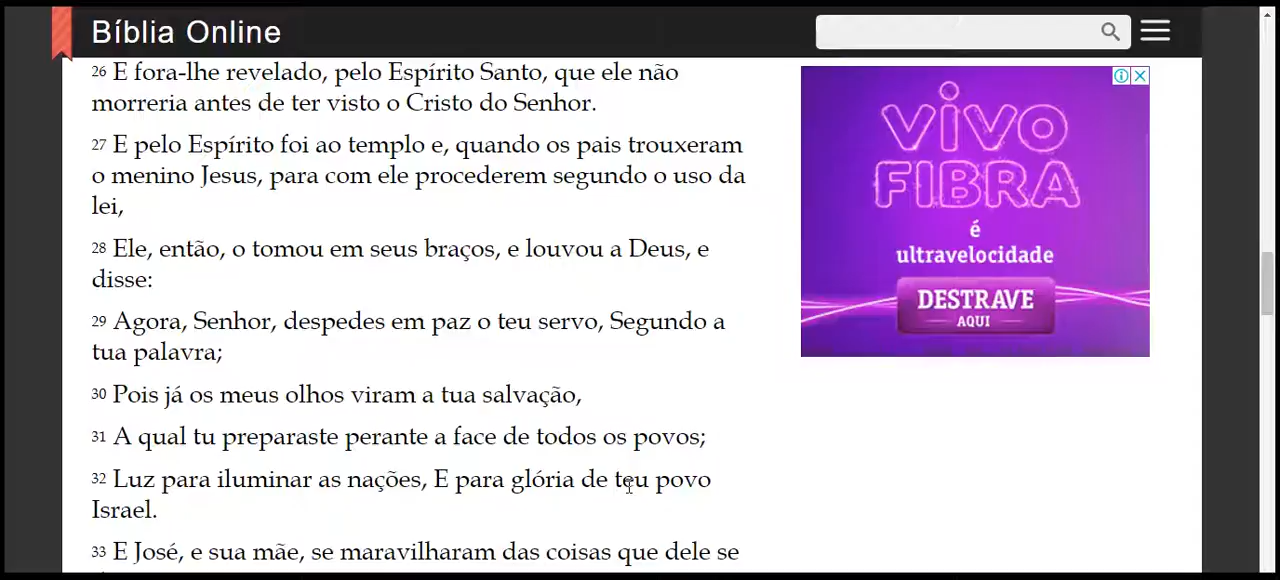 Bíblia Online
26 E fora-lhe revelado, pelo Espírito Santo, que ele não
morreria antes de ter visto o Cristo do Senhor.
27 E pelo Espírito foi ao templo e, quando os pais trouxeram
o menino Jesus, para com ele procederem segundo o uso da
lei,
28 Ele, então, o tomou em seus braços, e louvou a Deus, e
disse:
29 Agora, Senhor, despedes em paz o teu servo, Segundo a
tua palavra;
30 Pois já os meus olhos viram a tua salvação,
31 A qual tu preparaste perante a face de todos os povos;
32 Luz para iluminar as nações, E para glória de teu povo
Israel.
33 E José, e sua mãe, se maravilharam das coisas que dele se
VIVO
FIBRA
é
ultravelocidade
DESTRAVE
AQUI